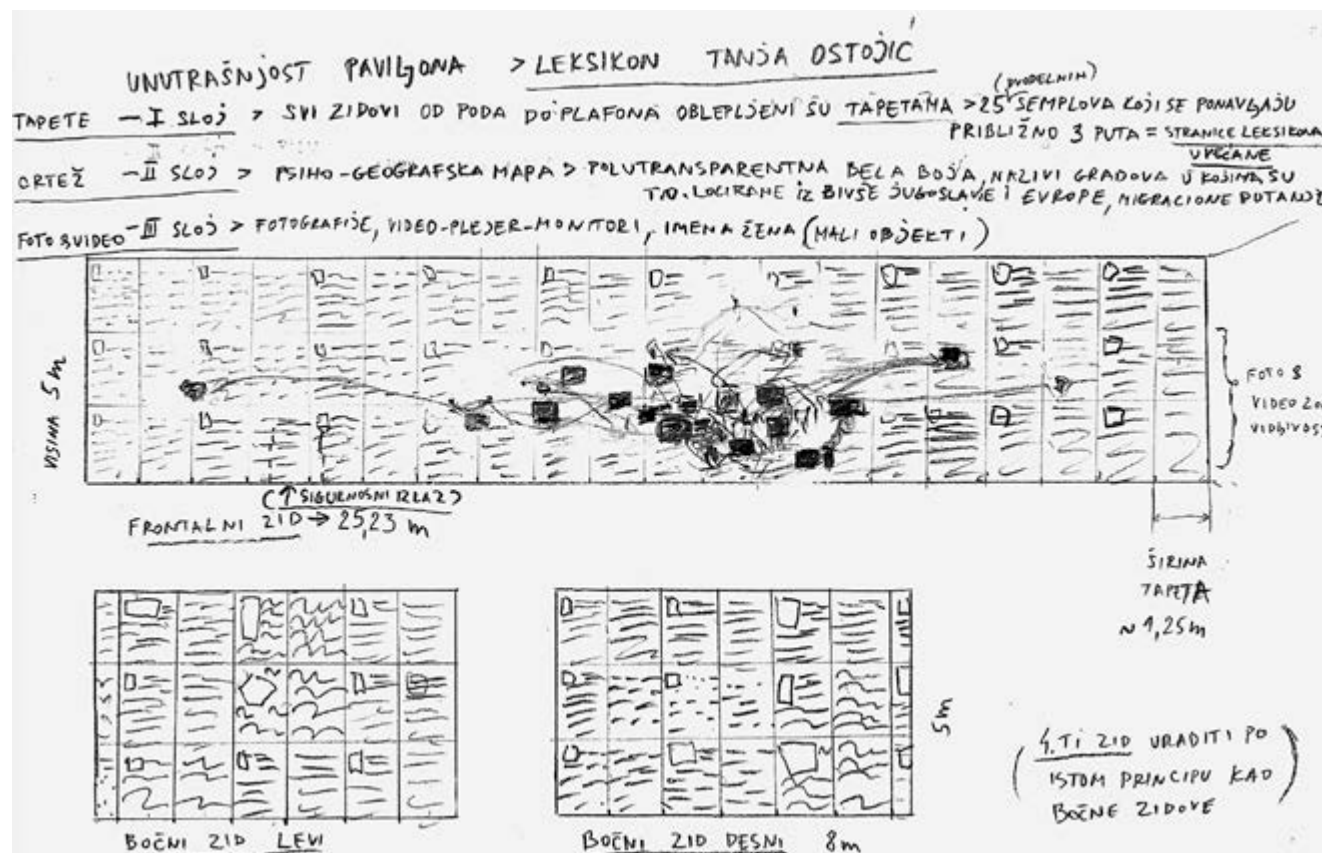 UNUTRAŠNJOST PAVILJONA > LEKSIKON TANJA OSTOJIĆ
TAPETE – I SLOJ > SVI ZIDOVI OD PODA DO PLAFONA OBLEPLJENI SU TAPETAMA > 25 SEMPLOVA KOJI SE PONAVLJAJU
PRIBLIŽNO 3 PUTA = STRANICE LEKSIKONA
UVEĆANE
CRTEŽ – II SLOJ > PSIHO-GEOGRAFSKA MAPA > POLUTRANSPARENTNA BELA BOJA, NAZIVI GRADOVA U KOJIMA SU
T.O. LOCIRANE IZ BIVŠE JUGOSLAVIJE I EVROPE, MIGRACIONE PUTANJE
FOTO & VIDEO – III SLOJ > FOTOGRAFIJE, VIDEO-PLEJER-MONITORI, IMENA ŽENA (MALI OBJEKTI)
VISINA 5 m
FOTO &
VIDEO
(↑ SIGURNOSNI IZLAZ)
FRONTALNI ZID → 25,23 m
ŠIRINA
TAPETA
~ 1,25 m
5 m
(4. TI ZID URADITI PO
ISTOM PRINCIPU KAO
BOČNE ZIDOVE)
BOČNI ZID LEVI
BOČNI ZID DESNI 8 m